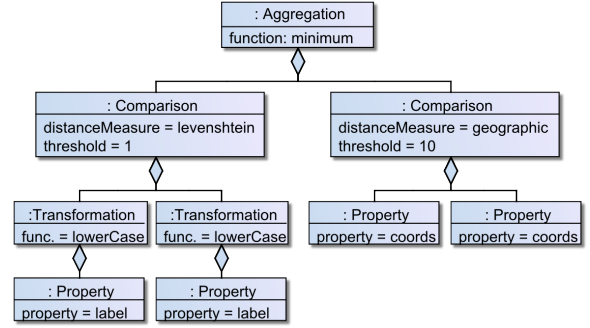 : Aggregation
function: minimum
: Comparison
distanceMeasure = levenshtein
threshold = 1
: Comparison
distanceMeasure = geographic
threshold = 10
:Transformation
func. = lowerCase
:Transformation
func. = lowerCase
: Property
property = coords
: Property
property = coords
: Property
property = label
: Property
property = label